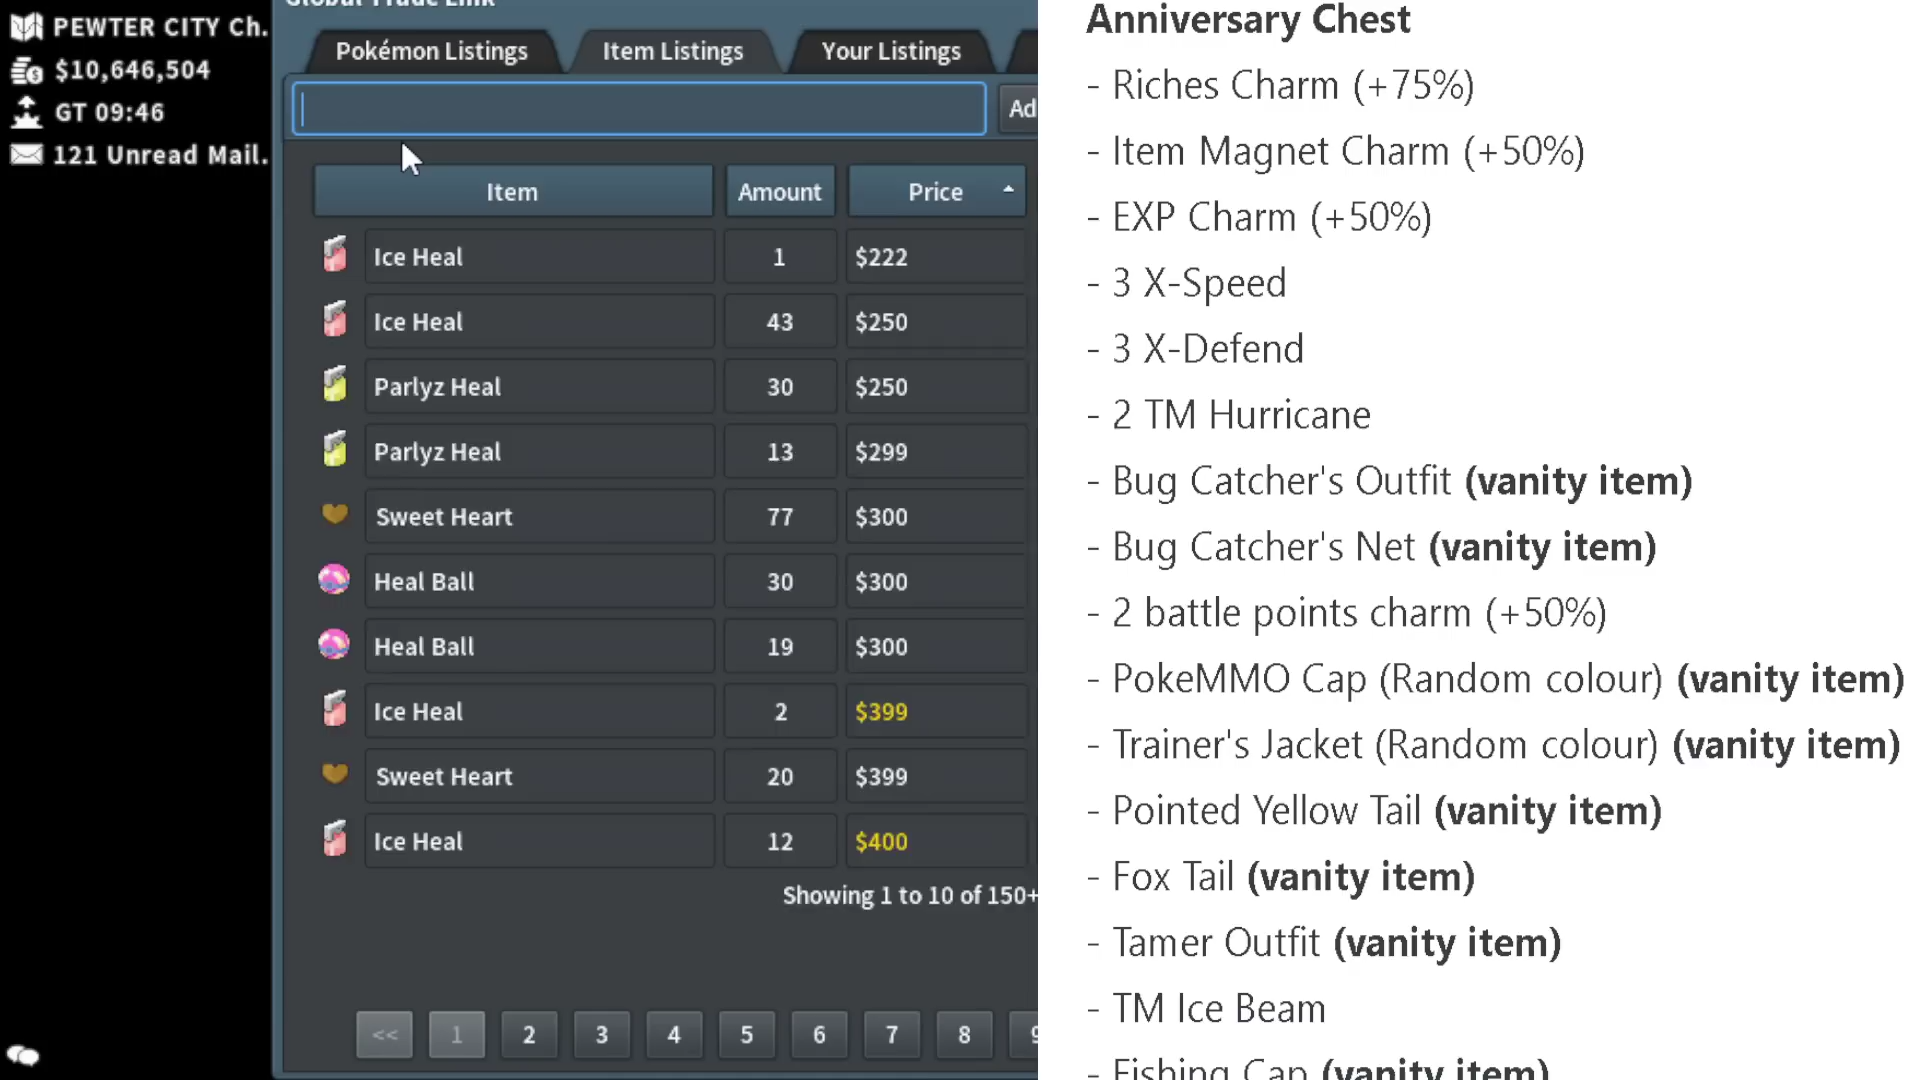 PEWTER CITY Ch.
$10,646,504
GT 09:46
121 Unread Mail.
Global Trade Link
Pokémon Listings
Item Listings
Your Listings
Ad
Item Amount Price
Ice Heal 1 $222
Ice Heal 43 $250
Parlyz Heal 30 $250
Parlyz Heal 13 $299
Sweet Heart 77 $300
Heal Ball 30 $300
Heal Ball 19 $300
Ice Heal 2 $399
Sweet Heart 20 $399
Ice Heal 12 $400
Showing 1 to 10 of 150+
<< 1 2 3 4 5 6 7 8 9
Anniversary Chest
- Riches Charm (+75%)
- Item Magnet Charm (+50%)
- EXP Charm (+50%)
- 3 X-Speed
- 3 X-Defend
- 2 TM Hurricane
- Bug Catcher's Outfit (vanity item)
- Bug Catcher's Net (vanity item)
- 2 battle points charm (+50%)
- PokeMMO Cap (Random colour) (vanity item)
- Trainer's Jacket (Random colour) (vanity item)
- Pointed Yellow Tail (vanity item)
- Fox Tail (vanity item)
- Tamer Outfit (vanity item)
- TM Ice Beam
- Fishing Cap (vanity item)